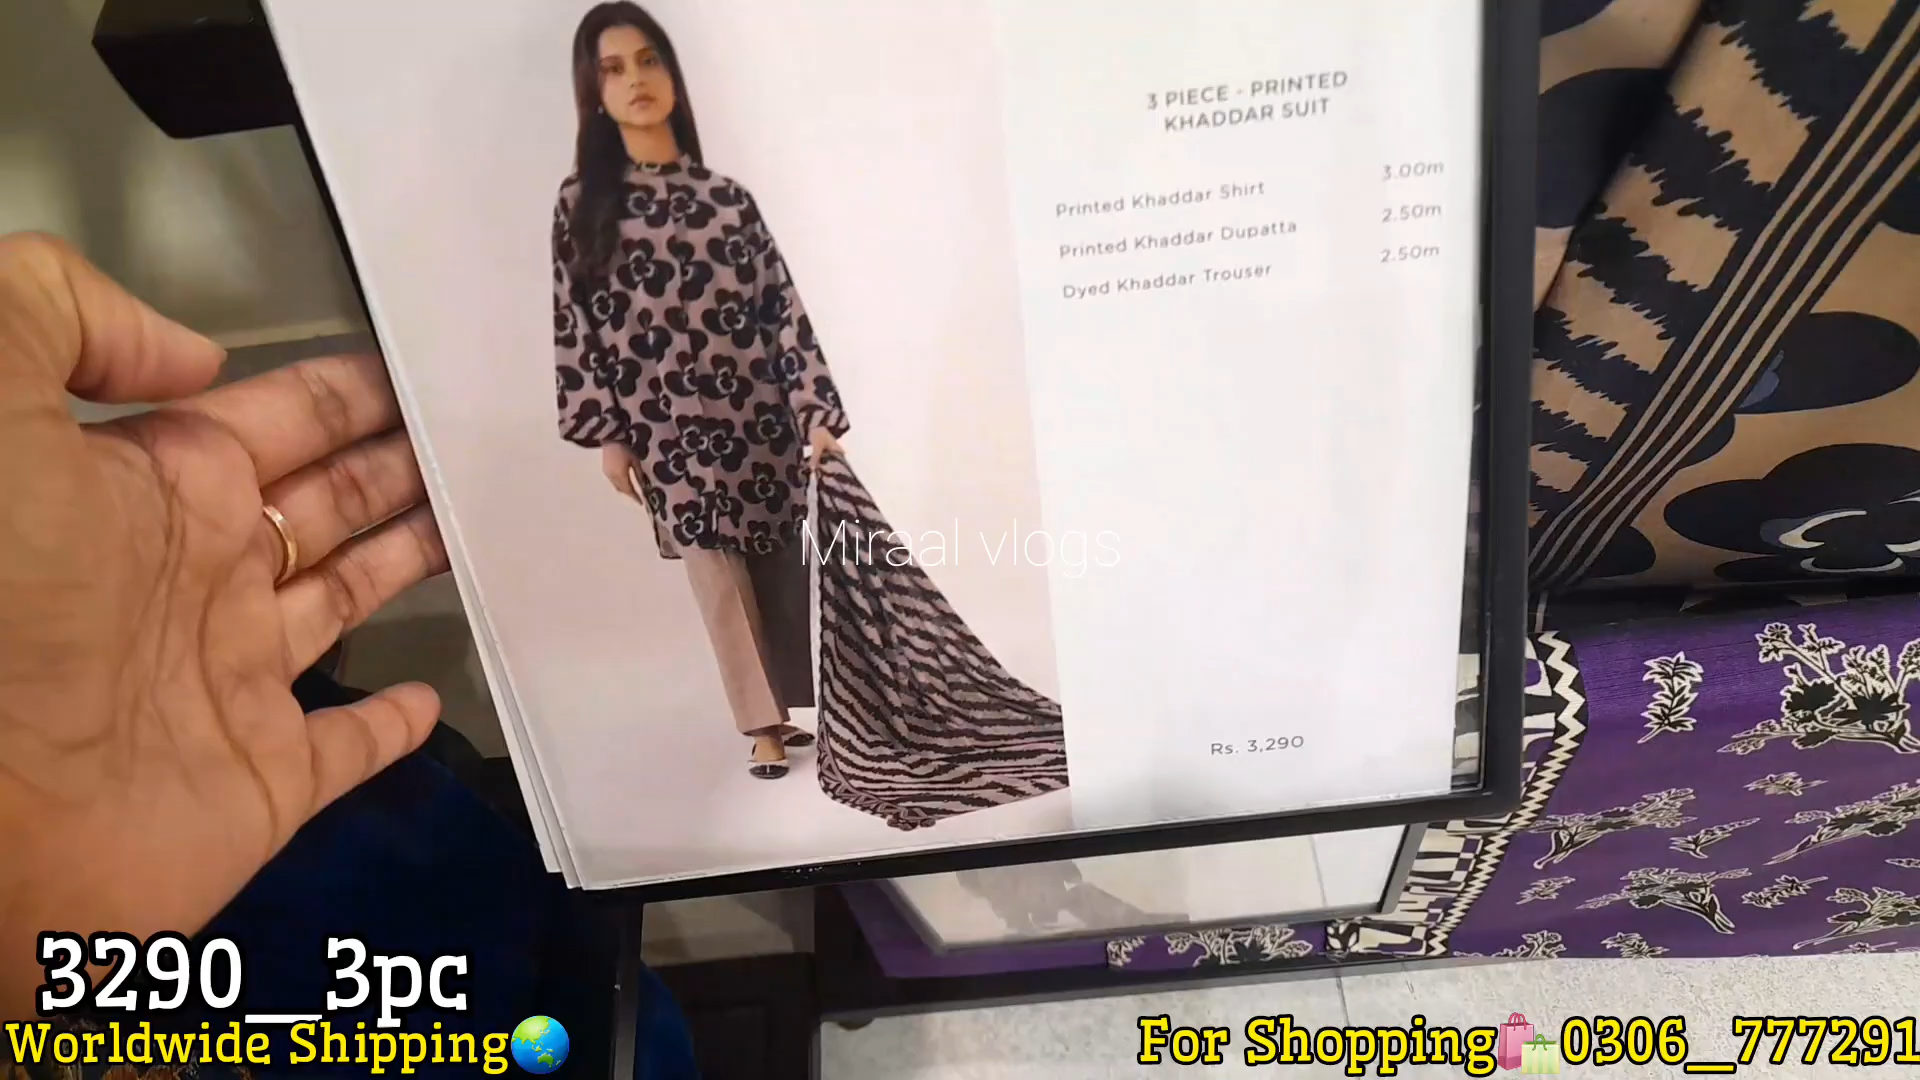 3 PIECE - PRINTED
KHADDAR SUIT
Printed Khaddar Shirt 3.00m
Printed Khaddar Dupatta 2.50m
Dyed Khaddar Trouser 2.50m
Miraal vlogs
Rs. 3,290
3290__3pc
Worldwide Shipping🌏
For Shopping🛍️0306__777291